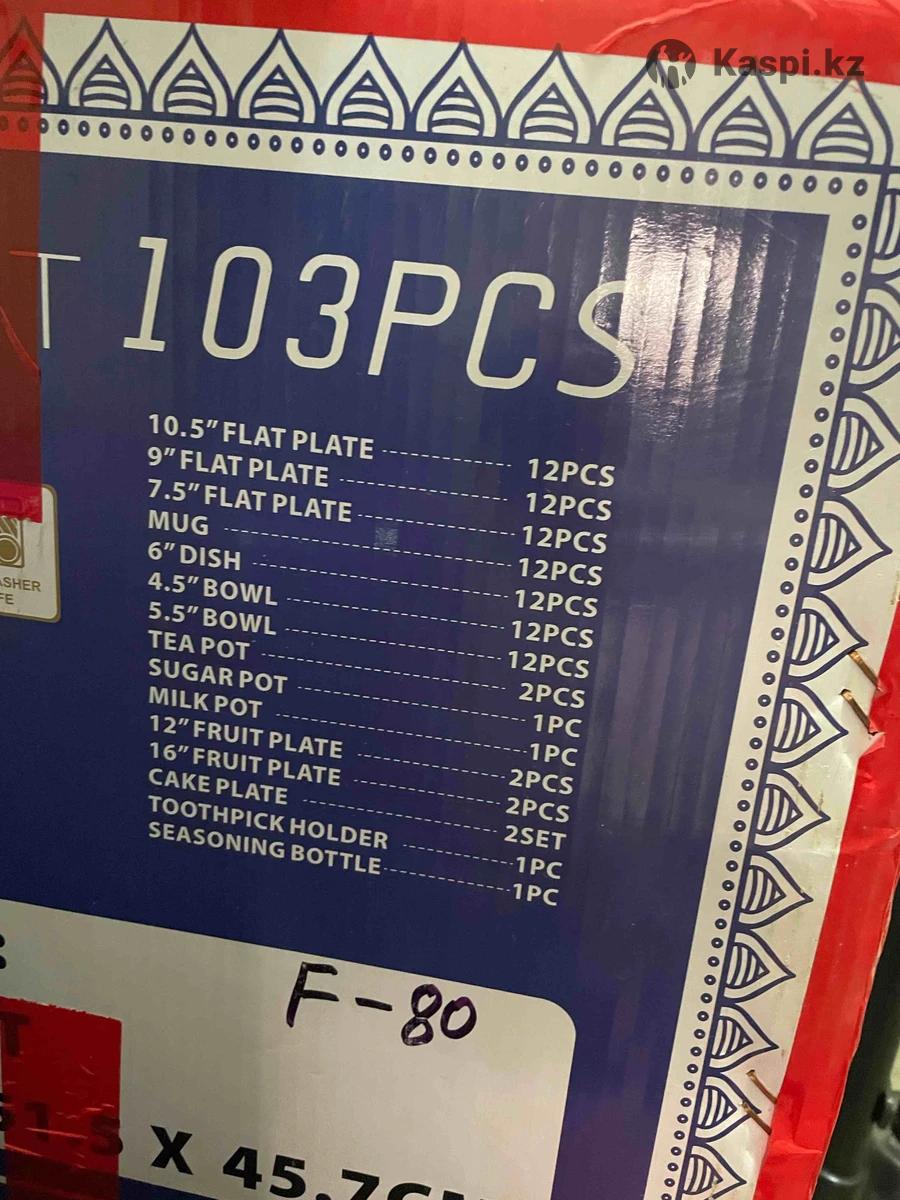 Kaspi.kz
T 103PCS
10.5” FLAT PLATE 12PCS
9” FLAT PLATE 12PCS
7.5” FLAT PLATE 12PCS
MUG 12PCS
6” DISH 12PCS
4.5” BOWL 12PCS
5.5” BOWL 12PCS
TEA POT 2PCS
SUGAR POT 1PC
MILK POT 1PC
12” FRUIT PLATE 2PCS
16” FRUIT PLATE 2PCS
CAKE PLATE 2SET
TOOTHPICK HOLDER 1PC
SEASONING BOTTLE 1PC
ASHER
FE
F-80
5 X 45.7C